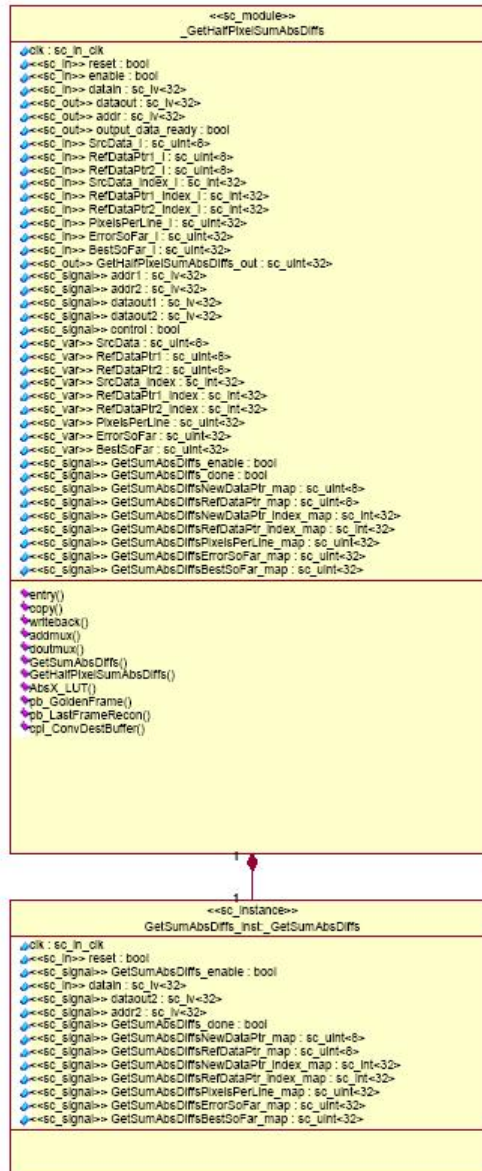 <<sc_module>>
_GetHalfPixelSumAbsDiffs
clk : sc_in_clk
<<sc_in>> reset : bool
<<sc_in>> enable : bool
<<sc_in>> datain : sc_lv<32>
<<sc_out>> dataout : sc_lv<32>
<<sc_out>> addr : sc_lv<32>
<<sc_out>> output_data_ready : bool
<<sc_in>> SrcData_i : sc_uint<8>
<<sc_in>> RefDataPtr1_i : sc_uint<8>
<<sc_in>> RefDataPtr2_i : sc_uint<8>
<<sc_in>> SrcData_index_i : sc_int<32>
<<sc_in>> RefDataPtr1_index_i : sc_int<32>
<<sc_in>> RefDataPtr2_index_i : sc_int<32>
<<sc_in>> PixelsPerLine_i : sc_uint<32>
<<sc_in>> ErrorSoFar_i : sc_uint<32>
<<sc_in>> BestSoFar_i : sc_uint<32>
<<sc_out>> GetHalfPixelSumAbsDiffs_out : sc_uint<32>
<<sc_signal>> addr1 : sc_lv<32>
<<sc_signal>> addr2 : sc_lv<32>
<<sc_signal>> dataout1 : sc_lv<32>
<<sc_signal>> dataout2 : sc_lv<32>
<<sc_signal>> control : bool
<<sc_var>> SrcData : sc_uint<8>
<<sc_var>> RefDataPtr1 : sc_uint<8>
<<sc_var>> RefDataPtr2 : sc_uint<8>
<<sc_var>> SrcData_index : sc_int<32>
<<sc_var>> RefDataPtr1_index : sc_int<32>
<<sc_var>> RefDataPtr2_index : sc_int<32>
<<sc_var>> PixelsPerLine : sc_uint<32>
<<sc_var>> ErrorSoFar : sc_uint<32>
<<sc_var>> BestSoFar : sc_uint<32>
<<sc_signal>> GetSumAbsDiffs_enable : bool
<<sc_signal>> GetSumAbsDiffs_done : bool
<<sc_signal>> GetSumAbsDiffsNewDataPtr_map : sc_uint<8>
<<sc_signal>> GetSumAbsDiffsRefDataPtr_map : sc_uint<8>
<<sc_signal>> GetSumAbsDiffsNewDataPtr_index_map : sc_int<32>
<<sc_signal>> GetSumAbsDiffsRefDataPtr_index_map : sc_int<32>
<<sc_signal>> GetSumAbsDiffsPixelsPerLine_map : sc_uint<32>
<<sc_signal>> GetSumAbsDiffsErrorSoFar_map : sc_uint<32>
<<sc_signal>> GetSumAbsDiffsBestSoFar_map : sc_uint<32>
entry()
copy()
writeback()
addmux()
doutmux()
GetSumAbsDiffs()
GetHalfPixelSumAbsDiffs()
AbsX_LUT()
pb_GoldenFrame()
pb_LastFrameRecon()
cpi_ConvDestBuffer()
1
1
<<sc_instance>>
GetSumAbsDiffs_inst:_GetSumAbsDiffs
clk : sc_in_clk
<<sc_in>> reset : bool
<<sc_signal>> GetSumAbsDiffs_enable : bool
<<sc_in>> datain : sc_lv<32>
<<sc_signal>> dataout2 : sc_lv<32>
<<sc_signal>> addr2 : sc_lv<32>
<<sc_signal>> GetSumAbsDiffs_done : bool
<<sc_signal>> GetSumAbsDiffsNewDataPtr_map : sc_uint<8>
<<sc_signal>> GetSumAbsDiffsRefDataPtr_map : sc_uint<8>
<<sc_signal>> GetSumAbsDiffsNewDataPtr_index_map : sc_int<32>
<<sc_signal>> GetSumAbsDiffsRefDataPtr_index_map : sc_int<32>
<<sc_signal>> GetSumAbsDiffsPixelsPerLine_map : sc_uint<32>
<<sc_signal>> GetSumAbsDiffsErrorSoFar_map : sc_uint<32>
<<sc_signal>> GetSumAbsDiffsBestSoFar_map : sc_uint<32>